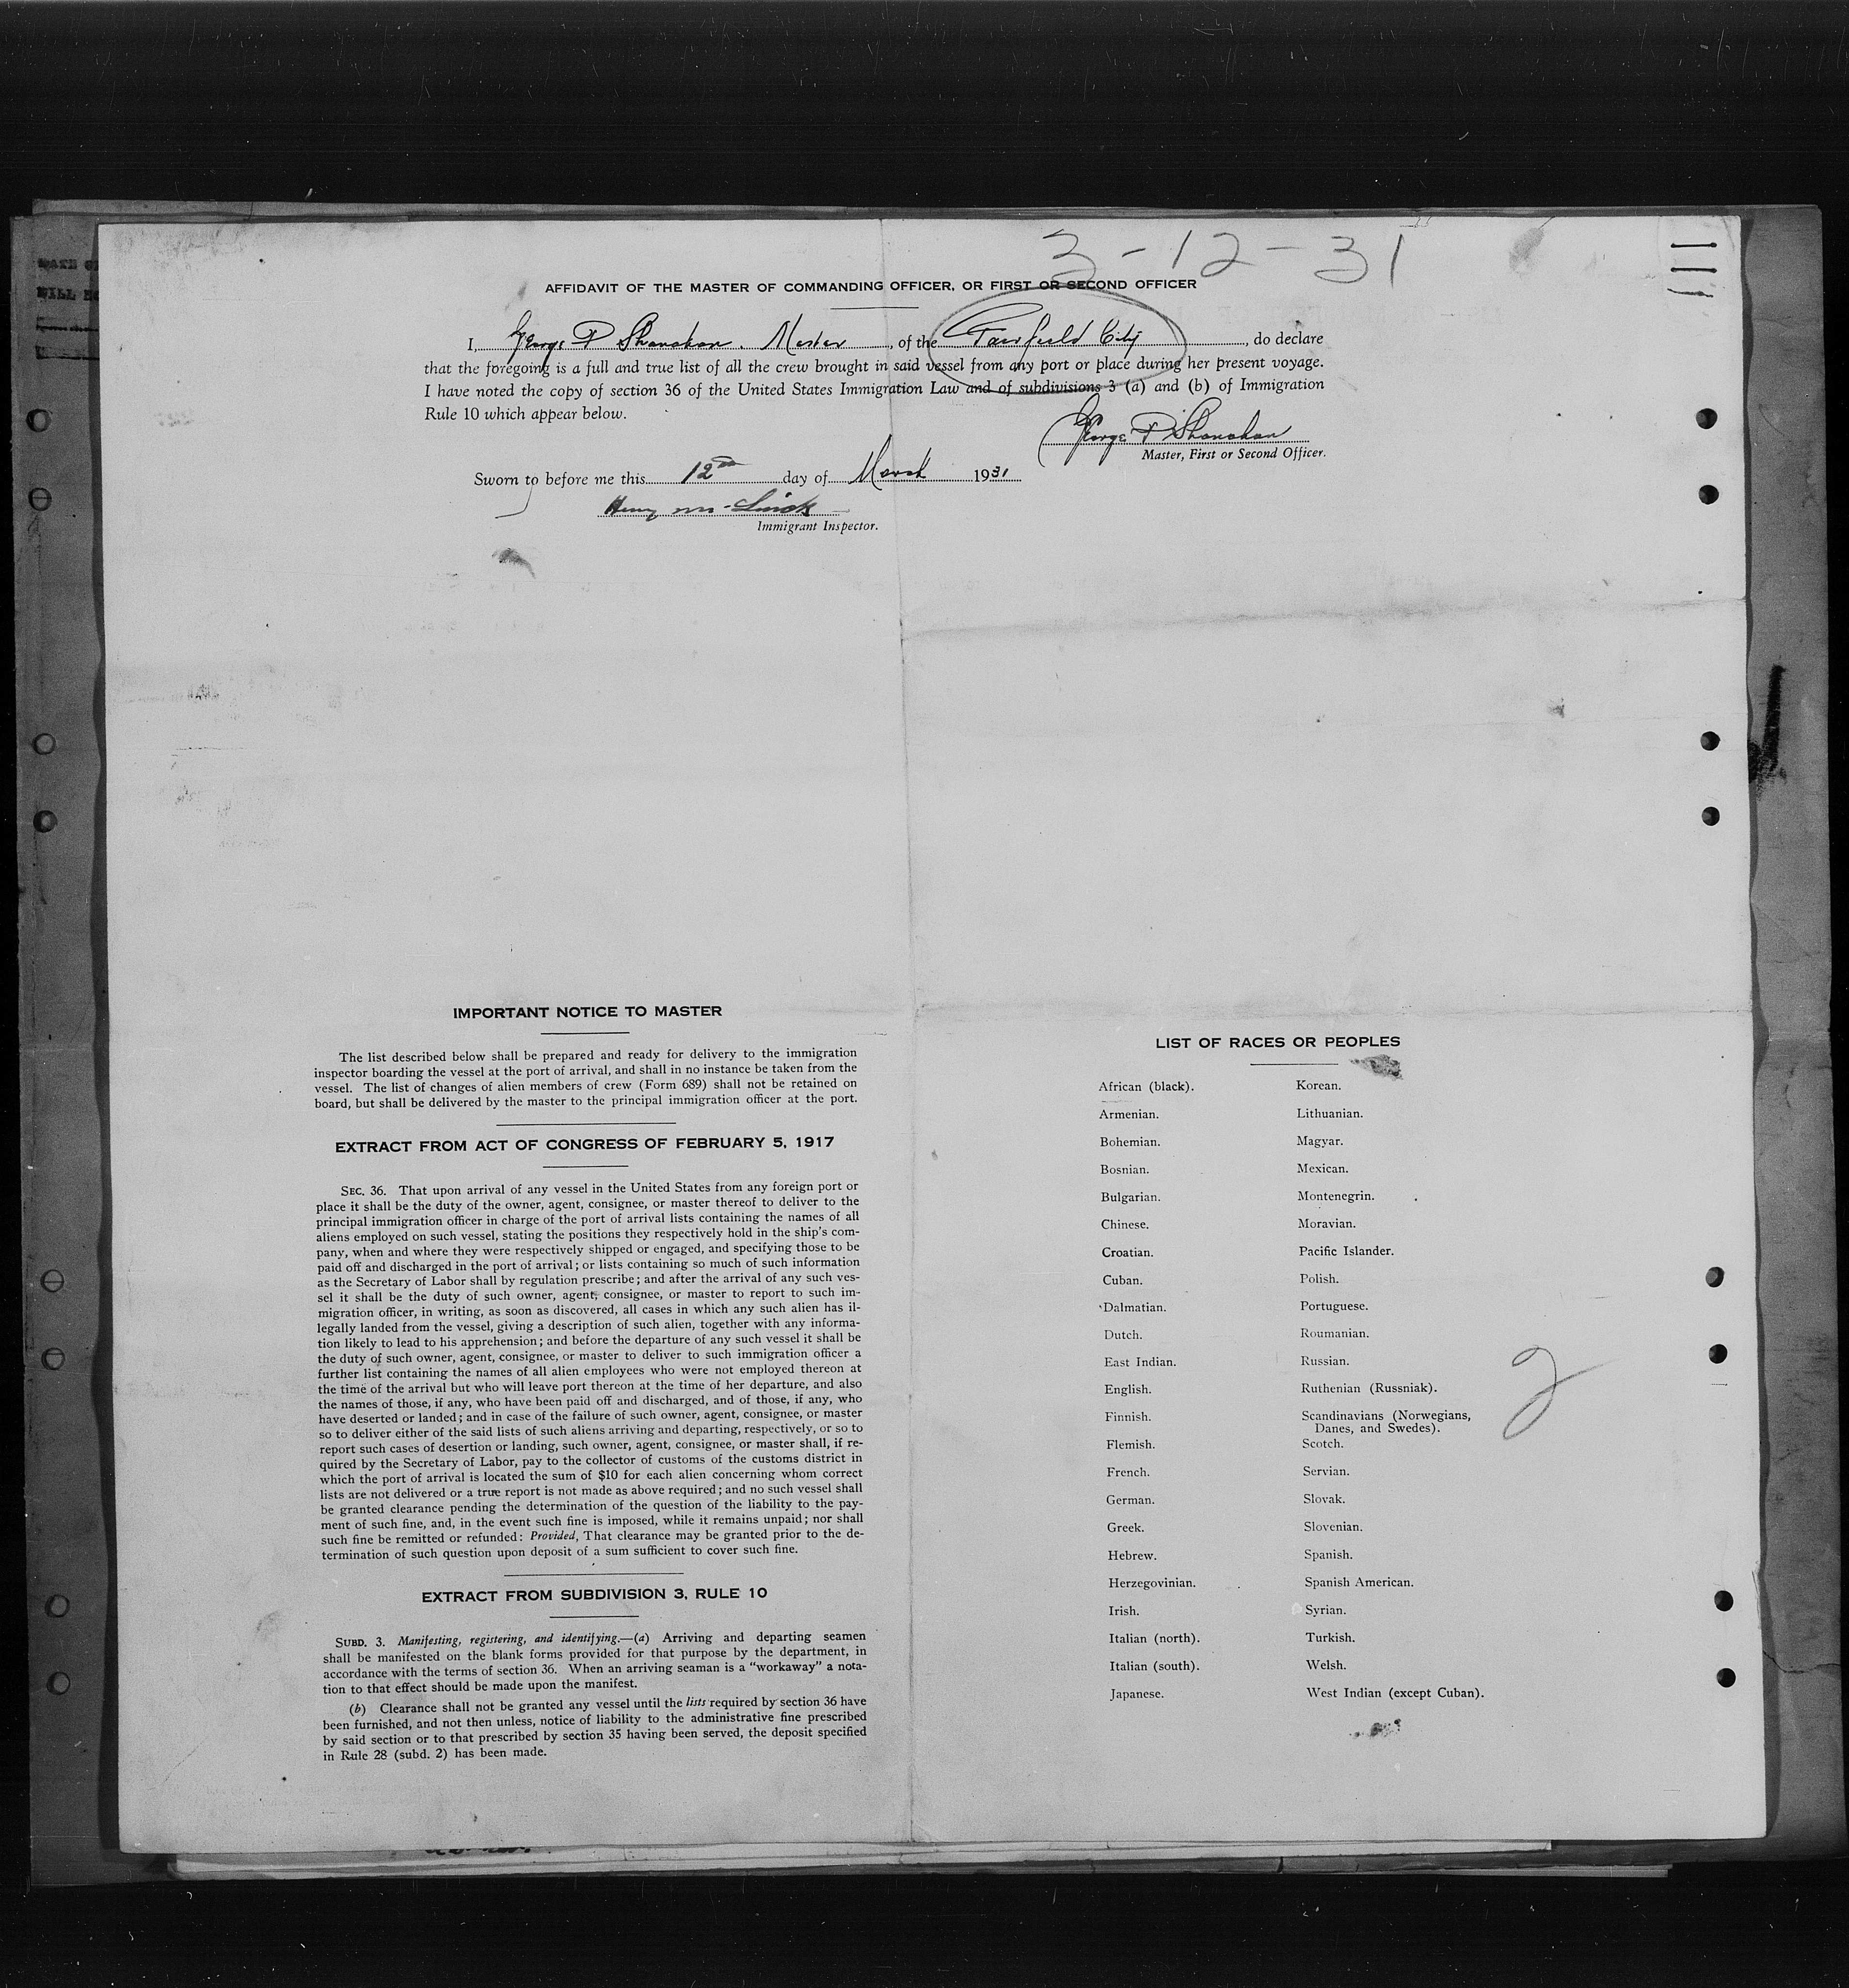 3-12-31
AFFIDAVIT OF THE MASTER OF COMMANDING OFFICER, OR FIRST OR SECOND OFFICER
I, George P Shanahan. Master, of the Fairfield City, do declare
that the foregoing is a full and true list of all the crew brought in said vessel from any port or place during her present voyage.
I have noted the copy of section 36 of the United States Immigration Law and of subdivisions 3 (a) and (b) of Immigration
Rule 10 which appear below.
George P Shanahan
Master, First or Second Officer.
Sworn to before me this 12th day of March 1931
Henry
Immigrant Inspector.
IMPORTANT NOTICE TO MASTER
The list described below shall be prepared and ready for delivery to the immigration
inspector boarding the vessel at the port of arrival, and shall in no instance be taken from the
vessel. The list of changes of alien members of crew (Form 689) shall not be retained on
board, but shall be delivered by the master to the principal immigration officer at the port.
EXTRACT FROM ACT OF CONGRESS OF FEBRUARY 5, 1917
SEC. 36. That upon arrival of any vessel in the United States from any foreign port or
place it shall be the duty of the owner, agent, consignee, or master thereof to deliver to the
principal immigration officer in charge of the port of arrival lists containing the names of all
aliens employed on such vessel, stating the positions they respectively hold in the ship's com-
pany, when and where they were respectively shipped or engaged, and specifying those to be
paid off and discharged in the port of arrival; or lists containing so much of such information
as the Secretary of Labor shall by regulation prescribe; and after the arrival of any such ves-
sel it shall be the duty of such owner, agent, consignee, or master to report to such im-
migration officer, in writing, as soon as discovered, all cases in which any such alien has il-
legally landed from the vessel, giving a description of such alien, together with any informa-
tion likely to lead to his apprehension; and before the departure of any such vessel it shall be
the duty of such owner, agent, consignee, or master to deliver to such immigration officer a
further list containing the names of all alien employees who were not employed thereon at
the time of the arrival but who will leave port thereon at the time of her departure, and also
the names of those, if any, who have been paid off and discharged, and of those, if any, who
have deserted or landed; and in case of the failure of such owner, agent, consignee, or master
so to deliver either of the said lists of such aliens arriving and departing, respectively, or so to
report such cases of desertion or landing, such owner, agent, consignee, or master shall, if re-
quired by the Secretary of Labor, pay to the collector of customs of the customs district in
which the port of arrival is located the sum of $10 for each alien concerning whom correct
lists are not delivered or a true report is not made as above required; and no such vessel shall
be granted clearance pending the determination of the question of the liability to the pay-
ment of such fine, and, in the event such fine is imposed, while it remains unpaid; nor shall
such fine be remitted or refunded: Provided, That clearance may be granted prior to the de-
termination of such question upon deposit of a sum sufficient to cover such fine.
EXTRACT FROM SUBDIVISION 3, RULE 10
SUBD. 3. Manifesting, registering, and identifying.—(a) Arriving and departing seamen
shall be manifested on the blank forms provided for that purpose by the department, in
accordance with the terms of section 36. When an arriving seaman is a "workaway" a nota-
tion to that effect should be made upon the manifest.
(b) Clearance shall not be granted any vessel until the lists required by section 36 have
been furnished, and not then unless, notice of liability to the administrative fine prescribed
by said section or to that prescribed by section 35 having been served, the deposit specified
in Rule 28 (subd. 2) has been made.
LIST OF RACES OR PEOPLES
African (black).
Armenian.
Bohemian.
Bosnian.
Bulgarian.
Chinese.
Croatian.
Cuban.
Dalmatian.
Dutch.
East Indian.
English.
Finnish.
Flemish.
French.
German.
Greek.
Hebrew.
Herzegovinian.
Irish.
Italian (north).
Italian (south).
Japanese.
Korean.
Lithuanian.
Magyar.
Mexican.
Montenegrin.
Moravian.
Pacific Islander.
Polish.
Portuguese.
Roumanian.
Russian.
Ruthenian (Russniak).
Scandinavians (Norwegians,
Danes, and Swedes).
Scotch.
Servian.
Slovak.
Slovenian.
Spanish.
Spanish American.
Syrian.
Turkish.
Welsh.
West Indian (except Cuban).
2